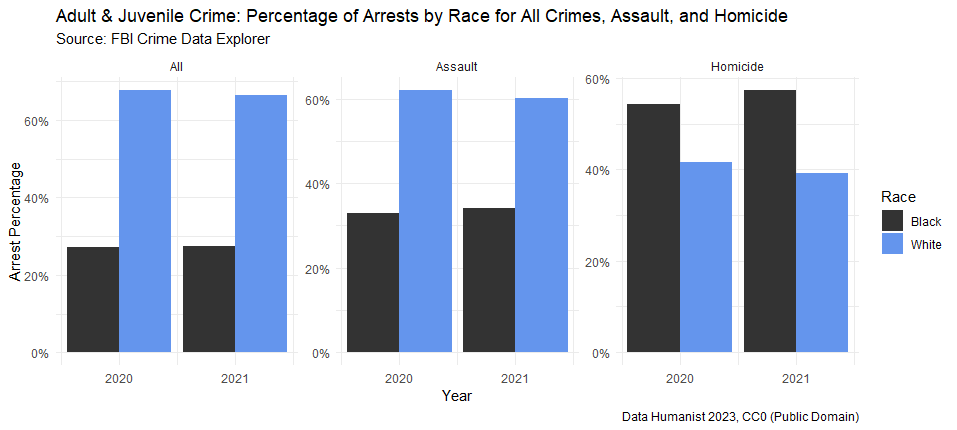 Adult & Juvenile Crime: Percentage of Arrests by Race for All Crimes, Assault, and Homicide
Source: FBI Crime Data Explorer
All
Assault
Homicide
Arrest Percentage
60%
40%
20%
0%
60%
40%
20%
0%
60%
40%
20%
0%
2020
2021
2020
2021
2020
2021
Year
Race
Black
White
Data Humanist 2023, CC0 (Public Domain)